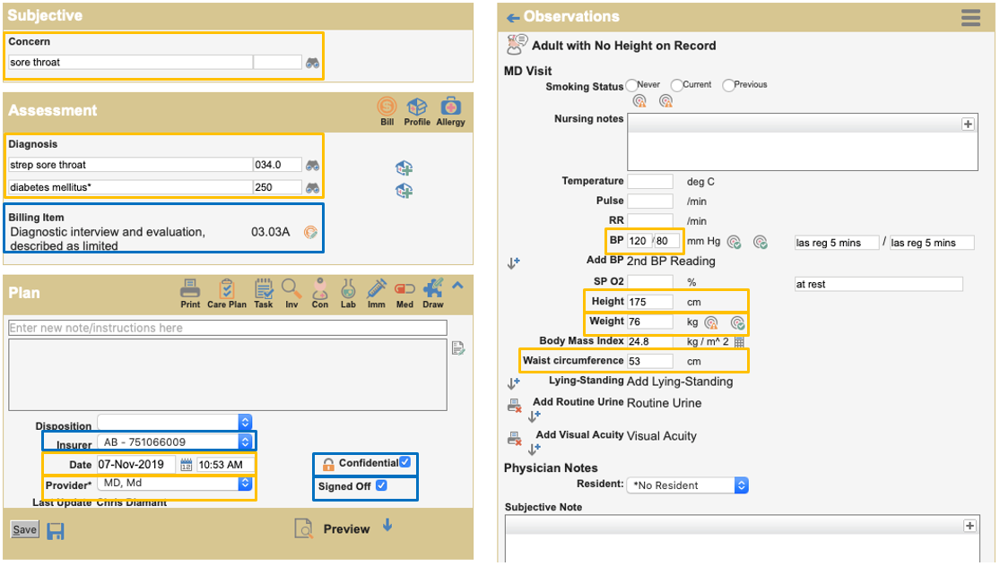 Subjective
Concern
sore throat
Assessment
Bill Profile Allergy
Diagnosis
strep sore throat 034.0
diabetes mellitus* 250
Billing Item
Diagnostic interview and evaluation, 03.03A
described as limited
Plan
Print Care Plan Task Inv Con Lab Imm Med Draw
Enter new note/instructions here
Disposition
Insurer AB - 751066009
Date 07-Nov-2019 10:53 AM
Provider* MD, Md
Confidential
Signed Off
Last Update Chris Diamant
Save Preview
Observations
Adult with No Height on Record
MD Visit
Smoking Status Never Current Previous
Nursing notes
Temperature deg C
Pulse /min
RR /min
BP 120 / 80 mm Hg las reg 5 mins / las reg 5 mins
Add BP 2nd BP Reading
SP O2 % at rest
Height 175 cm
Weight 76 kg
Body Mass Index 24.8 kg / m^ 2
Waist circumference 53 cm
Lying-Standing Add Lying-Standing
Add Routine Urine Routine Urine
Add Visual Acuity Visual Acuity
Physician Notes
Resident: *No Resident
Subjective Note